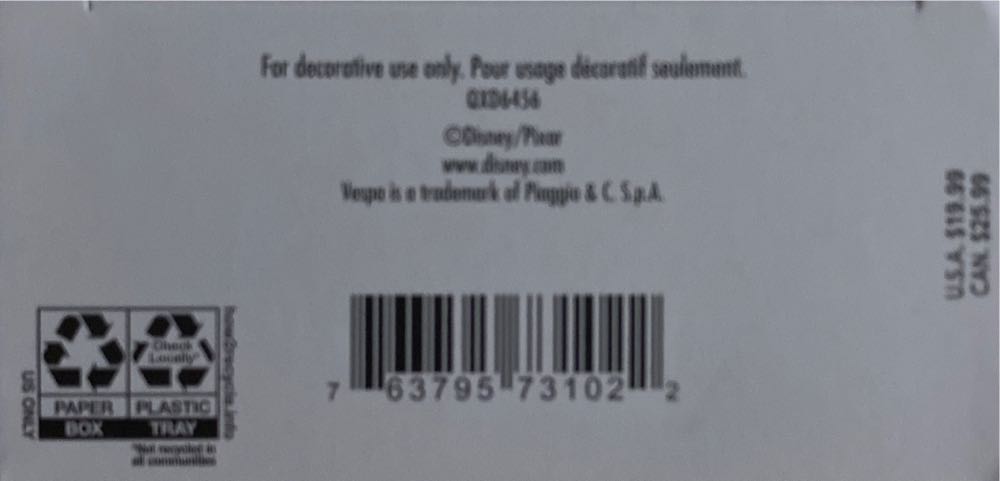 For decorative use only. Pour usage décoratif seulement.
QXD6456
©Disney/Pixar
www.disney.com
Vespa is a trademark of Piaggio & C. S.p.A.
U.S.A. $19.99
CAN. $25.99
7 63795 73102 2
how2recycle.info
Check
Locally*
PAPER
PLASTIC
BOX
TRAY
US ONLY
*Not recycled in
all communities